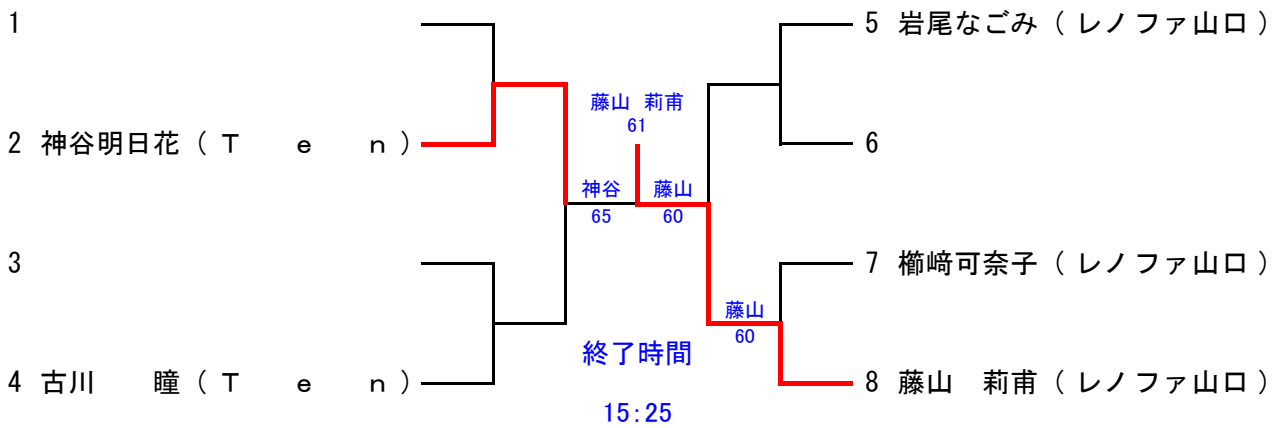 1
2 神谷明日花 ( Ｔ　ｅ　ｎ )
3
4 古川　瞳 ( Ｔ　ｅ　ｎ )
藤山 莉甫
61
神谷
65
藤山
60
藤山
60
終了時間
15:25
5 岩尾なごみ ( レノファ山口 )
6
7 櫛﨑可奈子 ( レノファ山口 )
8 藤山　莉甫 ( レノファ山口 )